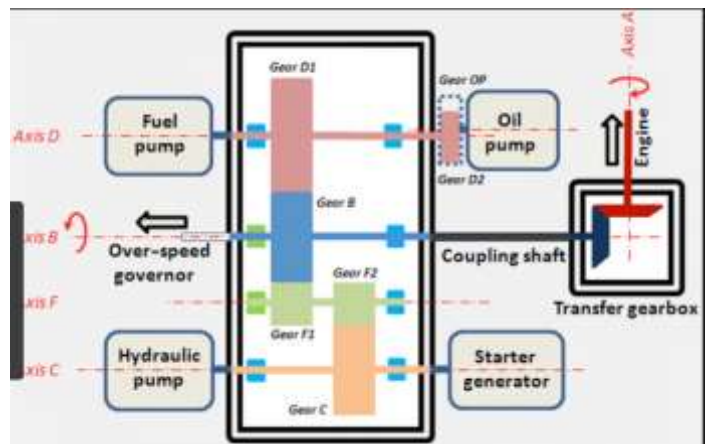 Gear D1
Gear OP
Axis A
Fuel
pump
Oil
pump
Axis D
Engine
Gear D2
Gear B
Axis B
Over-speed
governor
Coupling shaft
Gear F2
Axis F
Transfer gearbox
Gear F1
Hydraulic
pump
Starter
generator
Axis C
Gear C